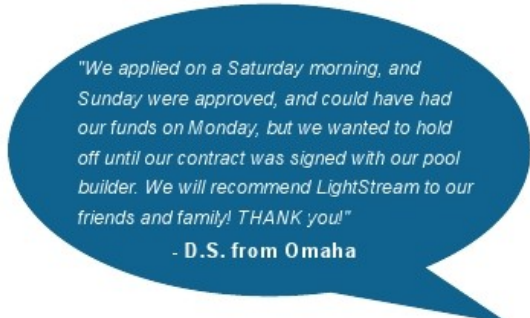 "We applied on a Saturday morning, and
Sunday were approved, and could have had
our funds on Monday, but we wanted to hold
off until our contract was signed with our pool
builder. We will recommend LightStream to our
friends and family! THANK you!"
- D.S. from Omaha